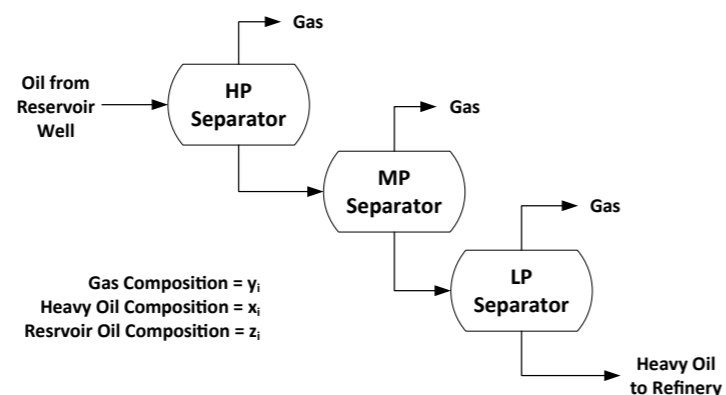 Gas
Oil from
Reservoir
Well
HP
Separator
Gas
MP
Separator
Gas
LP
Separator
Gas Composition = yᵢ
Heavy Oil Composition = xᵢ
Resrvoir Oil Composition = zᵢ
Heavy Oil
to Refinery